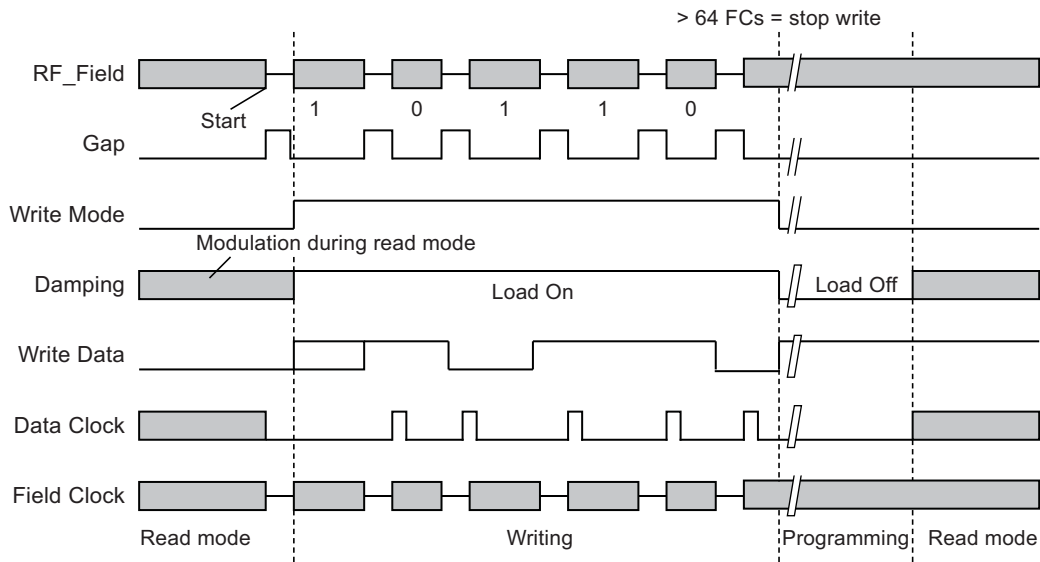 > 64 FCs = stop write
RF_Field
Start
1 0 1 1 0
Gap
Write Mode
Modulation during read mode
Damping
Load On
Load Off
Write Data
Data Clock
Field Clock
Read mode
Writing
Programming
Read mode